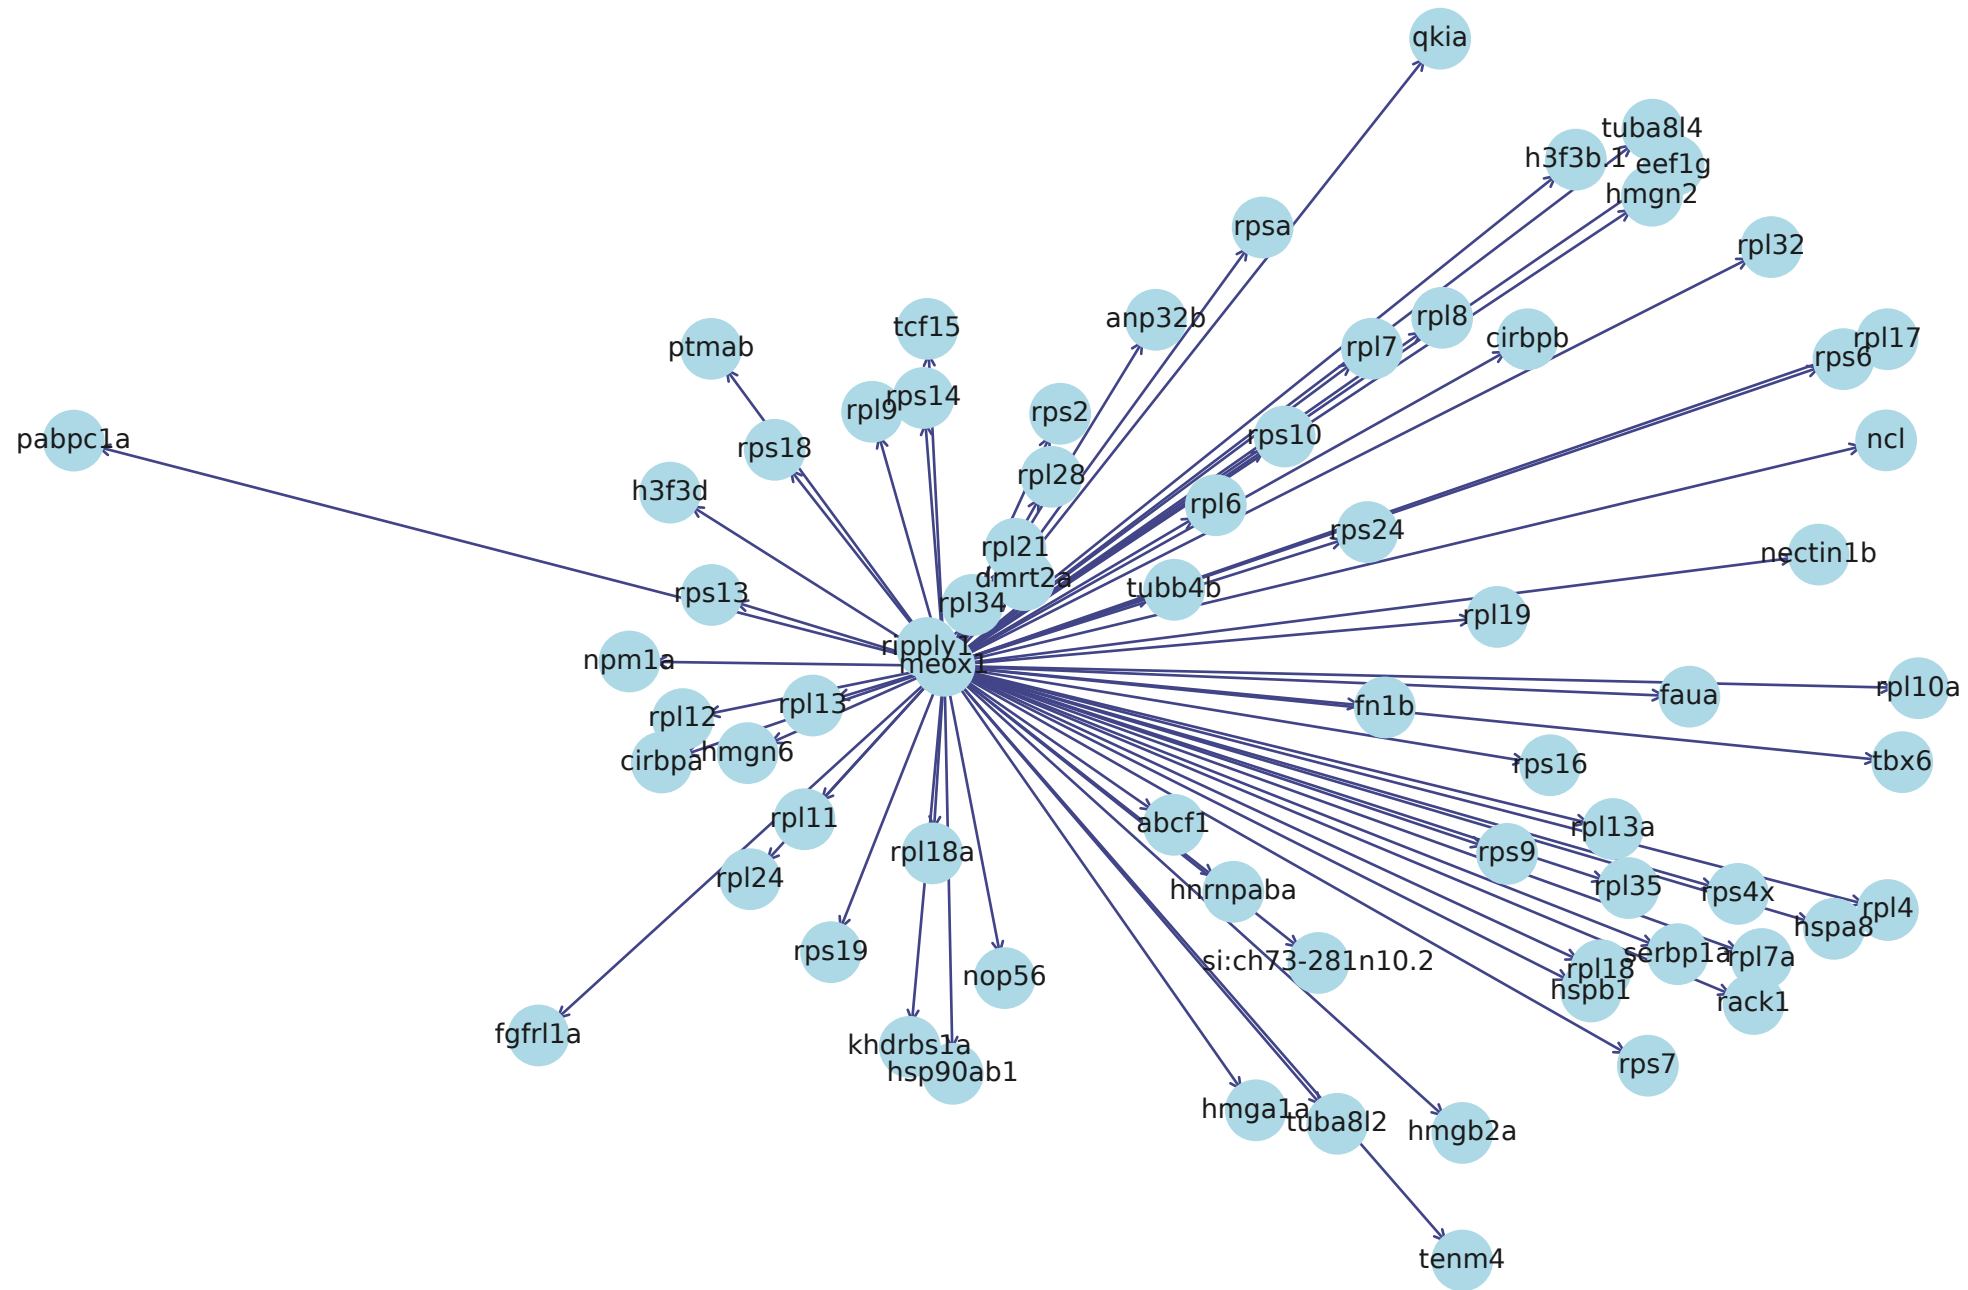 qkia
tuba8l4
h3f3b.1
eef1g
hmgn2
rpsa
rpl32
anp32b
rpl8
tcf15
cirbpb
rpl17
ptmab
rpl7
rps6
rps14
rpl9
rps2
rps10
pabpc1a
ncl
rps18
rpl28
h3f3d
rpl6
rps24
rpl21
nectin1b
dmrt2a
tubb4b
rps13
rpl34
rpl19
ripply1
meox1
npm1a
rpl10a
faua
rpl13
fn1b
rpl12
hmgn6
cirbpa
rps16
tbx6
rpl11
abcf1
rpl13a
rpl18a
rps9
rpl24
hnrnpaba
rpl35
rps4x
rpl4
hspa8
rps19
serbp1a
rpl7a
si:ch73-281n10.2
rpl18
nop56
hspb1
rack1
fgfrl1a
khdrbs1a
rps7
hsp90ab1
hmga1a
tuba8l2
hmgb2a
tenm4